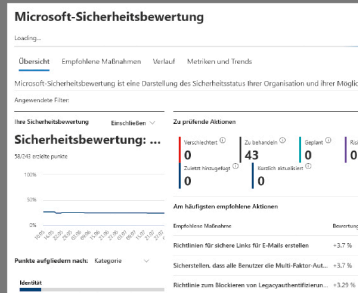 Microsoft-Sicherheitsbewertung
Loading...
Übersicht Empfohlene Maßnahmen Verlauf Metriken und Trends
Microsoft-Sicherheitsbewertung ist eine Darstellung des Sicherheitsstatus Ihrer Organisation und ihrer Möglic
Angewendete Filter:
Ihre Sicherheitsbewertung Einschließen
Sicherheitsbewertung: ...
58/243 erzielte punkte
100%
50%
0%
Punkte aufgliedern nach: Kategorie
Identität
Zu prüfende Aktionen
Verschlechtert Zu behandeln Geplant
0 43 0 0
Zuletzt hinzugefügt Kürzlich aktualisiert
0 0
Am häufigsten empfohlene Aktionen
Empfohlene Maßnahme Bewertung
Richtlinien für sichere Links für E-Mails erstellen +3.7 %
Sicherstellen, dass alle Benutzer die Multi-Faktor-Aut... +3.7 %
Richtlinie zum Blockieren von Legacyauthentifizierun... +3.29 %